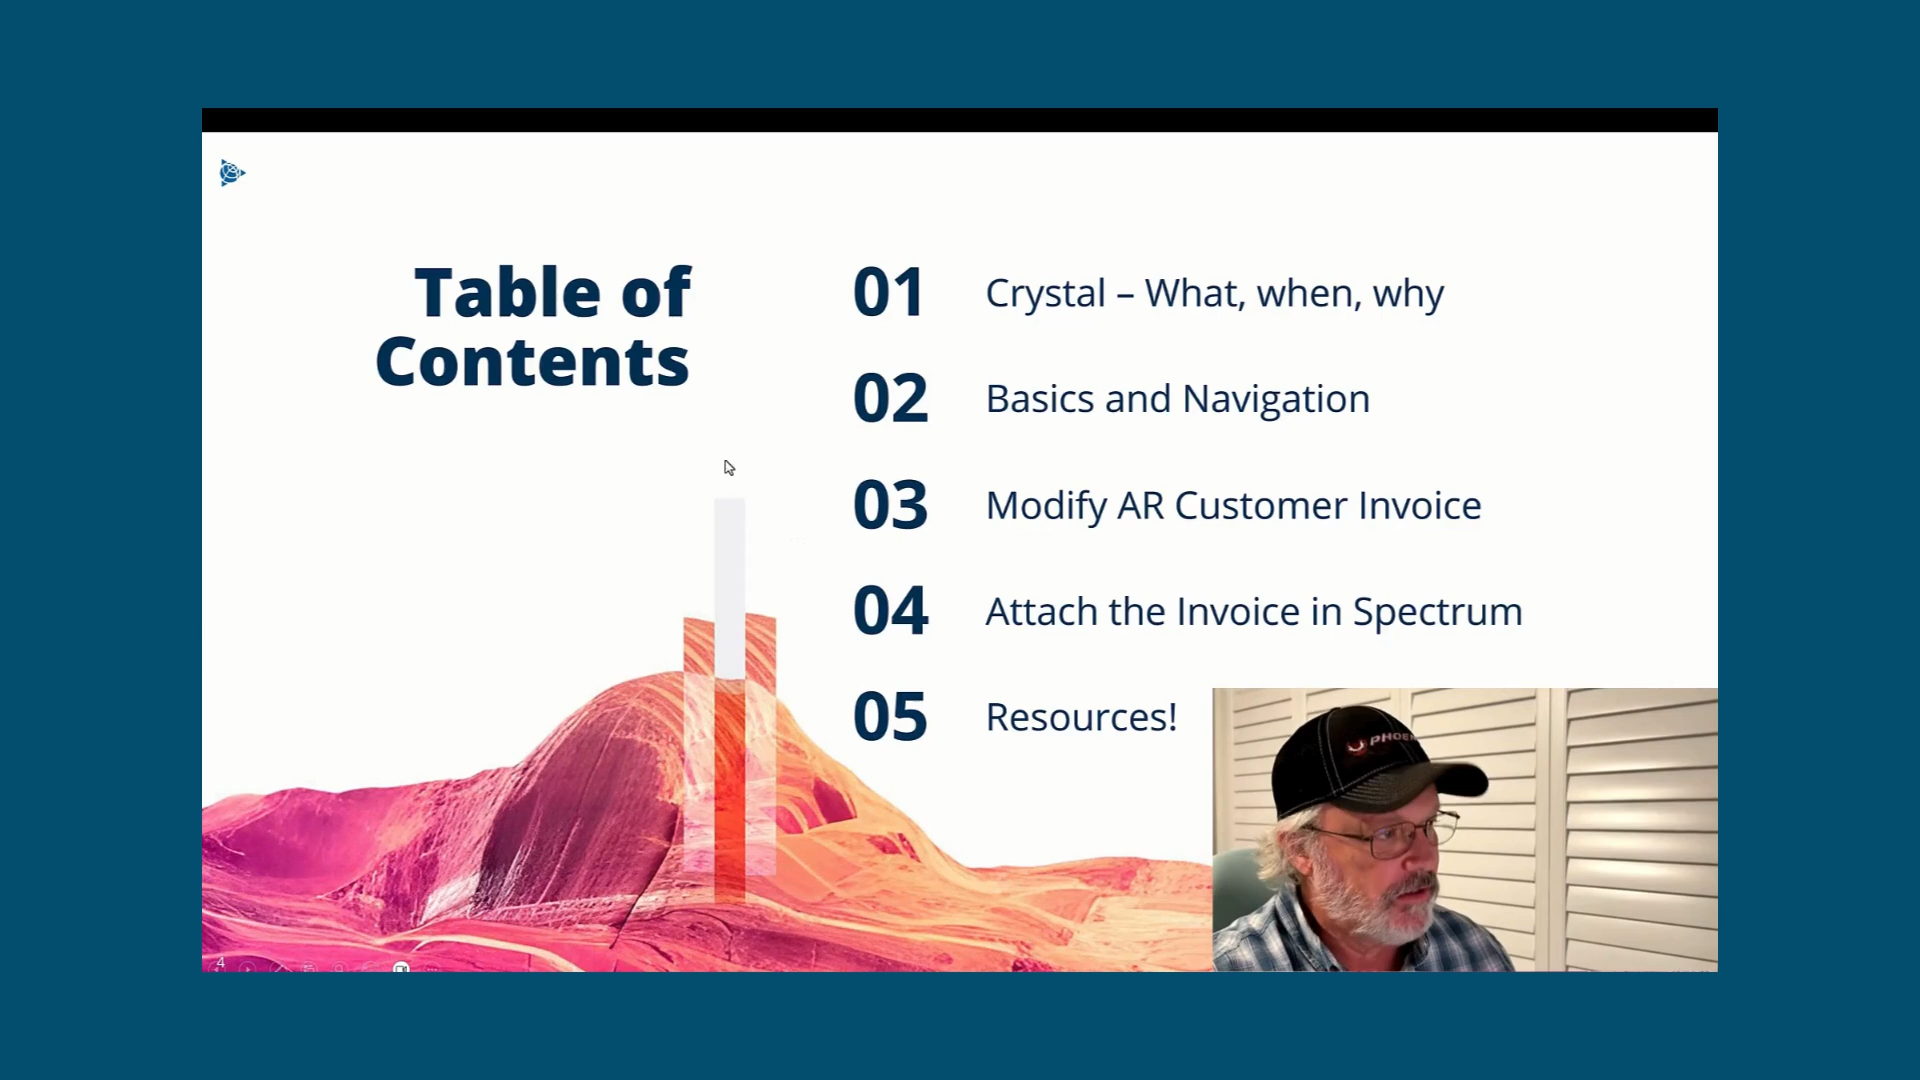 Table of
Contents
01 Crystal – What, when, why
02 Basics and Navigation
03 Modify AR Customer Invoice
04 Attach the Invoice in Spectrum
05 Resources!
4